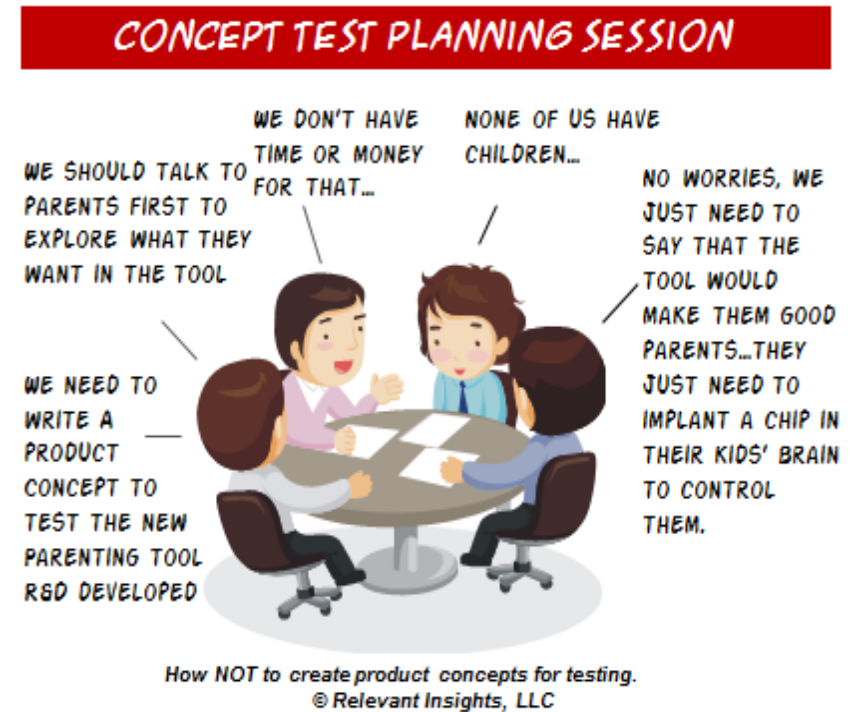 CONCEPT TEST PLANNING SESSION
WE NEED TO
WRITE A
PRODUCT
CONCEPT TO
TEST THE NEW
PARENTING TOOL
R&D DEVELOPED
WE SHOULD TALK TO
PARENTS FIRST TO
EXPLORE WHAT THEY
WANT IN THE TOOL
WE DON'T HAVE
TIME OR MONEY
FOR THAT...
NONE OF US HAVE
CHILDREN...
NO WORRIES, WE
JUST NEED TO
SAY THAT THE
TOOL WOULD
MAKE THEM GOOD
PARENTS...THEY
JUST NEED TO
IMPLANT A CHIP IN
THEIR KIDS' BRAIN
TO CONTROL
THEM.
How NOT to create product concepts for testing.
© Relevant Insights, LLC